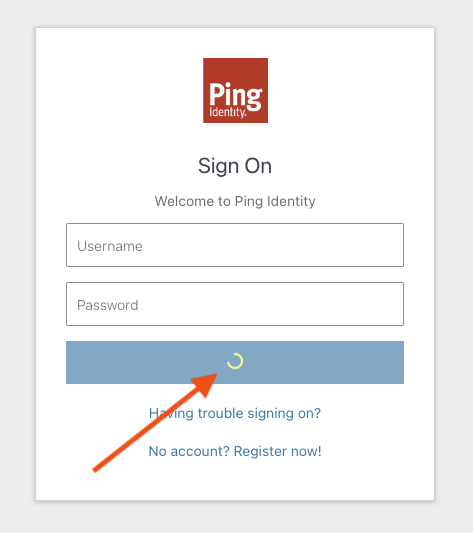 Ping
Identity.
Sign On
Welcome to Ping Identity
Username
Password
Having trouble signing on?
No account? Register now!